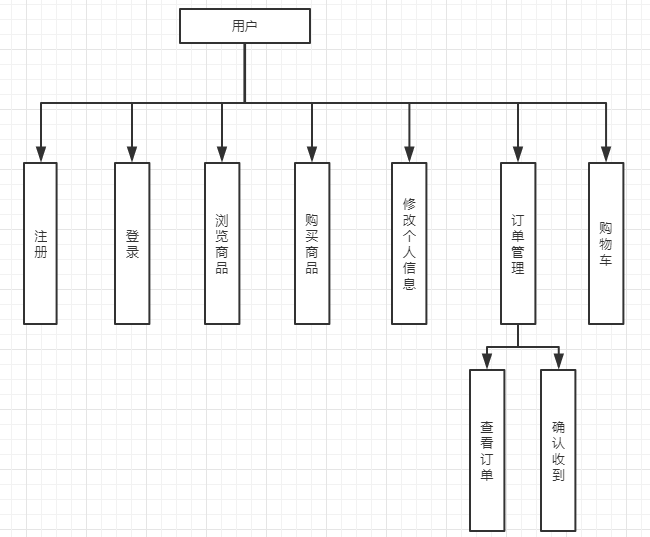 用户
注册
登录
浏览商品
购买商品
修改个人信息
订单管理
购物车
查看订单
确认收到